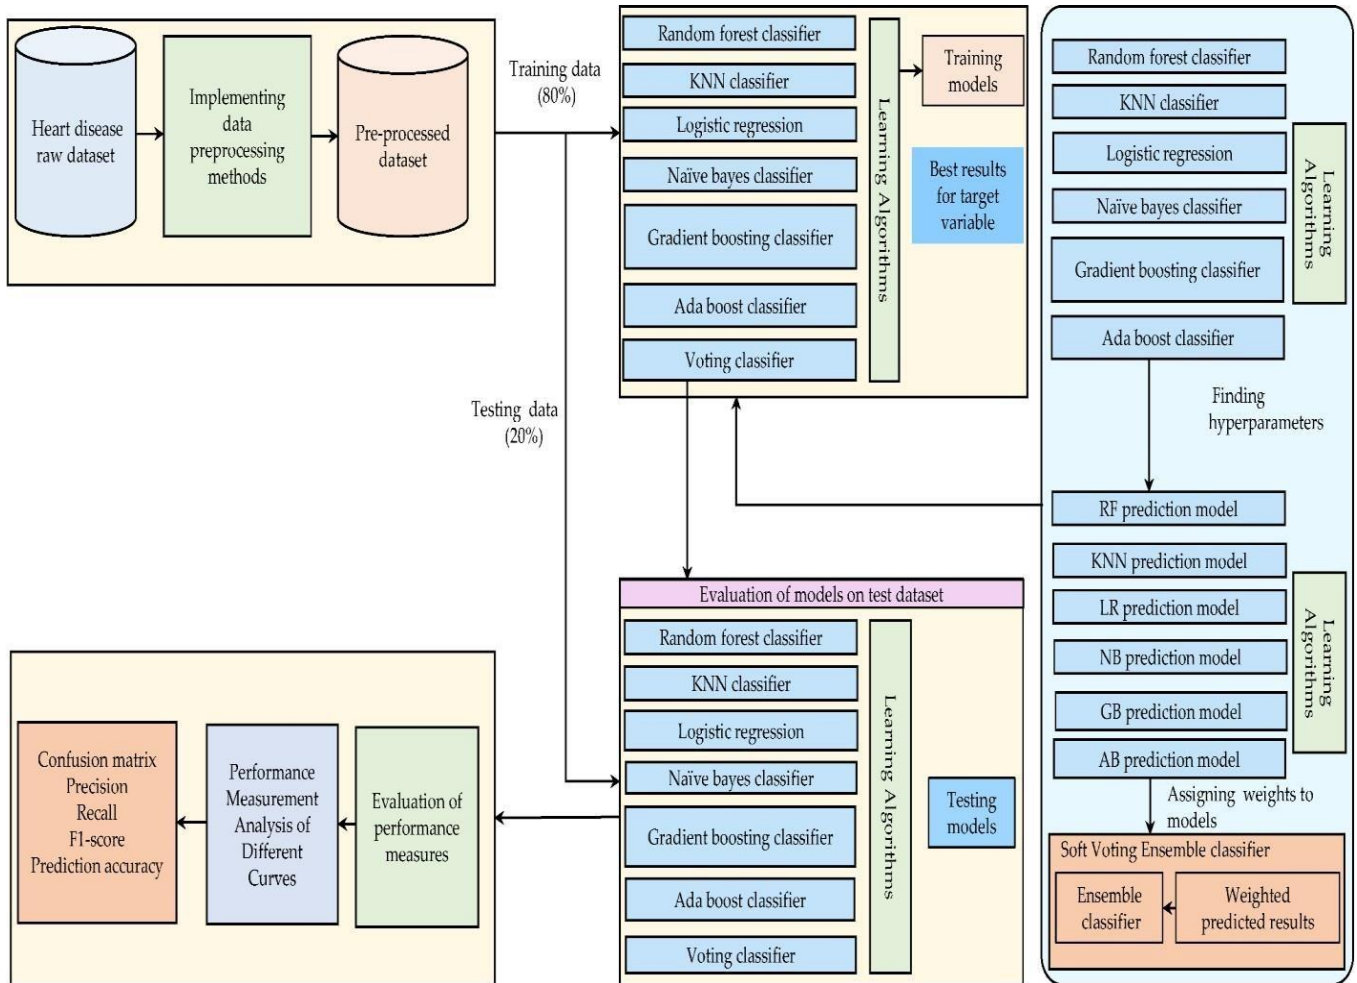 Heart disease
raw dataset
Implementing
data
preprocessing
methods
Pre-processed
dataset
Training data
(80%)
Testing data
(20%)
Random forest classifier
KNN classifier
Logistic regression
Naïve bayes classifier
Gradient boosting classifier
Ada boost classifier
Voting classifier
Learning Algorithms
Training
models
Best results
for target
variable
Random forest classifier
KNN classifier
Logistic regression
Naïve bayes classifier
Gradient boosting classifier
Ada boost classifier
Learning
Algorithms
Finding
hyperparameters
RF prediction model
KNN prediction model
LR prediction model
NB prediction model
GB prediction model
AB prediction model
Learning
Algorithms
Assigning weights to
models
Soft Voting Ensemble classifier
Ensemble
classifier
Weighted
predicted results
Evaluation of models on test dataset
Random forest classifier
KNN classifier
Logistic regression
Naïve bayes classifier
Gradient boosting classifier
Ada boost classifier
Voting classifier
Learning Algorithms
Testing
models
Evaluation of
performance
measures
Performance
Measurement
Analysis of
Different
Curves
Confusion matrix
Precision
Recall
F1-score
Prediction accuracy